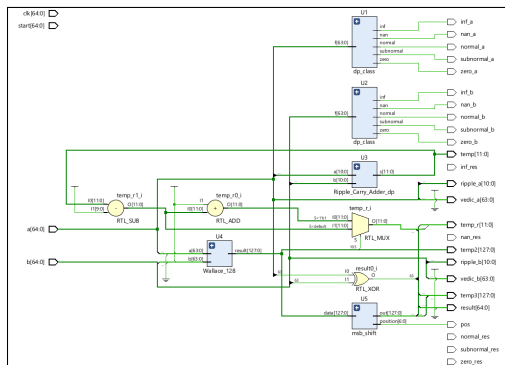 clk[64:0]
start[64:0]
a[64:0]
b[64:0]
U1
f[63:0]
inf
nan
normal
subnormal
zero
dp_class
inf_a
nan_a
normal_a
subnormal_a
zero_a
U2
f[63:0]
inf
nan
normal
subnormal
zero
dp_class
inf_b
nan_b
normal_b
subnormal_b
zero_b
U3
a[10:0]
b[10:0]
s[11:0]
Ripple_Carry_Adder_dp
temp[11:0]
inf_res
ripple_a[10:0]
vedic_a[63:0]
temp_r1_i
I0[11:0]
I1[9:0]
O[11:0]
RTL_SUB
temp_r0_i
I1
I0[11:0]
O[11:0]
RTL_ADD
temp_r_i
S=1'b1
I0[11:0]
S=default
I1[11:0]
O[11:0]
S
RTL_MUX
U4
a[63:0]
b[63:0]
result[127:0]
Wallace_128
result0_i
I0
I1
O
RTL_XOR
U5
data[127:0]
out[127:0]
position[6:0]
msb_shift
temp_r[11:0]
nan_res
temp2[127:0]
ripple_b[10:0]
vedic_b[63:0]
temp3[127:0]
result[64:0]
pos
normal_res
subnormal_res
zero_res